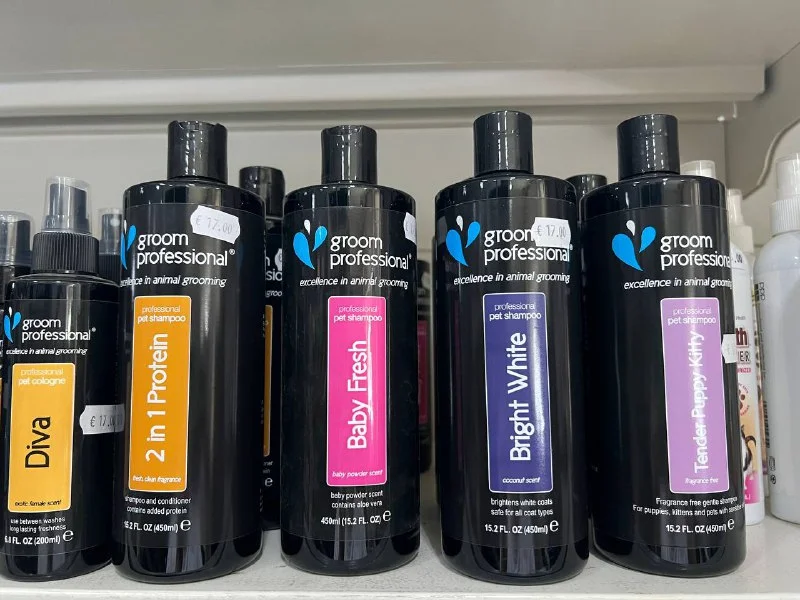 groom
professional®
excellence in animal grooming
professional
pet cologne
Diva
exotic female scent
use between washes
long lasting freshness
6.8 FL. OZ (200ml) e
€ 17.00
€ 17.00
groom
professional®
excellence in animal grooming
professional
pet shampoo
2 in 1 Protein
fresh, clean fragrance
shampoo and conditioner
contains added protein
15.2 FL. OZ (450ml) e
groom
professional®
excellence in animal grooming
professional
pet shampoo
Baby Fresh
baby powder scent
baby powder scent
contains aloe vera
450ml (15.2 FL. OZ) e
€ 17.00
groom
professional
excellence in animal grooming
professional
pet shampoo
Bright White
coconut scent
brightens white coats
safe for all coat types
15.2 FL. OZ (450ml) e
groom
professional
excellence in animal grooming
professional
pet shampoo
Tender Puppy Kitty
fragrance free
Fragrance free gentle shampoo
For puppies, kittens and pets with
15.2 FL. OZ (450ml) e